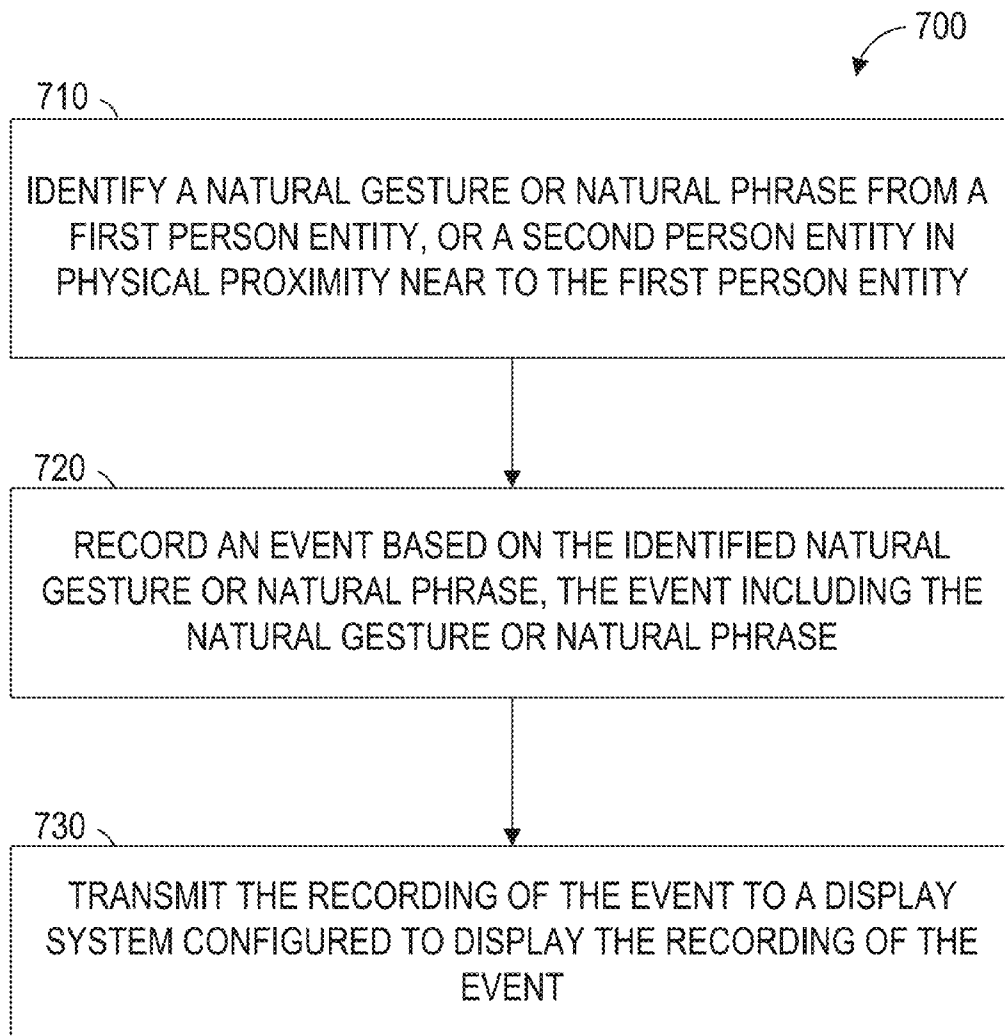 700
710
IDENTIFY A NATURAL GESTURE OR NATURAL PHRASE FROM A
FIRST PERSON ENTITY, OR A SECOND PERSON ENTITY IN
PHYSICAL PROXIMITY NEAR TO THE FIRST PERSON ENTITY
720
RECORD AN EVENT BASED ON THE IDENTIFIED NATURAL
GESTURE OR NATURAL PHRASE, THE EVENT INCLUDING THE
NATURAL GESTURE OR NATURAL PHRASE
730
TRANSMIT THE RECORDING OF THE EVENT TO A DISPLAY
SYSTEM CONFIGURED TO DISPLAY THE RECORDING OF THE
EVENT